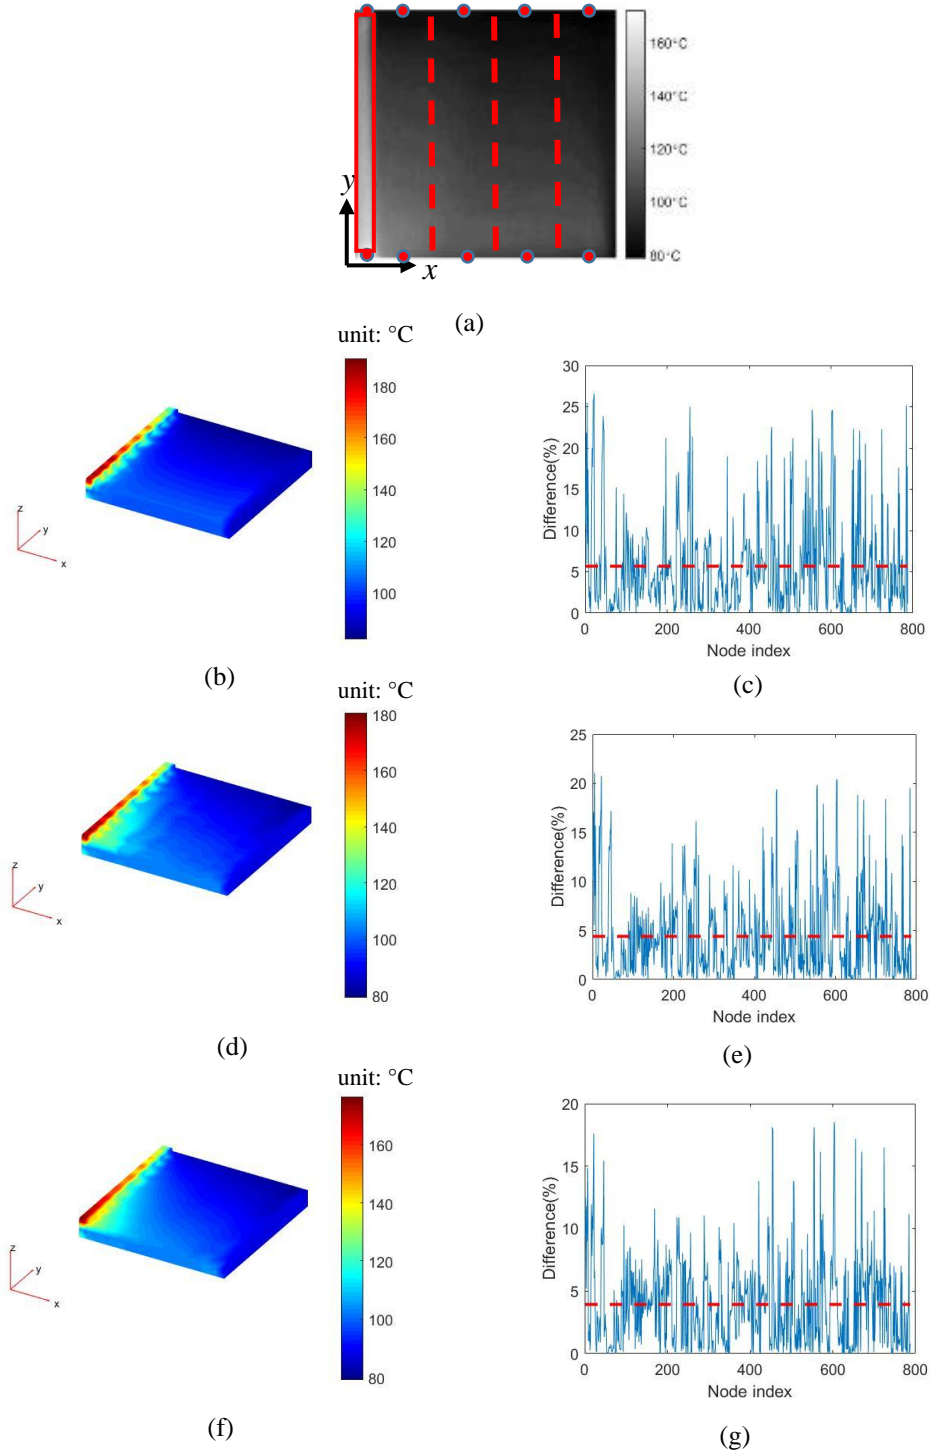 160°C
140°C
120°C
100°C
80°C
y
x
(a)
unit: °C
180
160
140
120
100
z
y
x
(b)
30
25
20
15
10
5
0
0 200 400 600 800
Difference(%)
Node index
(c)
unit: °C
180
160
140
120
100
80
z
y
x
(d)
25
20
15
10
5
0
0 200 400 600 800
Difference(%)
Node index
(e)
unit: °C
160
140
120
100
80
z
y
x
(f)
20
15
10
5
0
0 200 400 600 800
Difference(%)
Node index
(g)